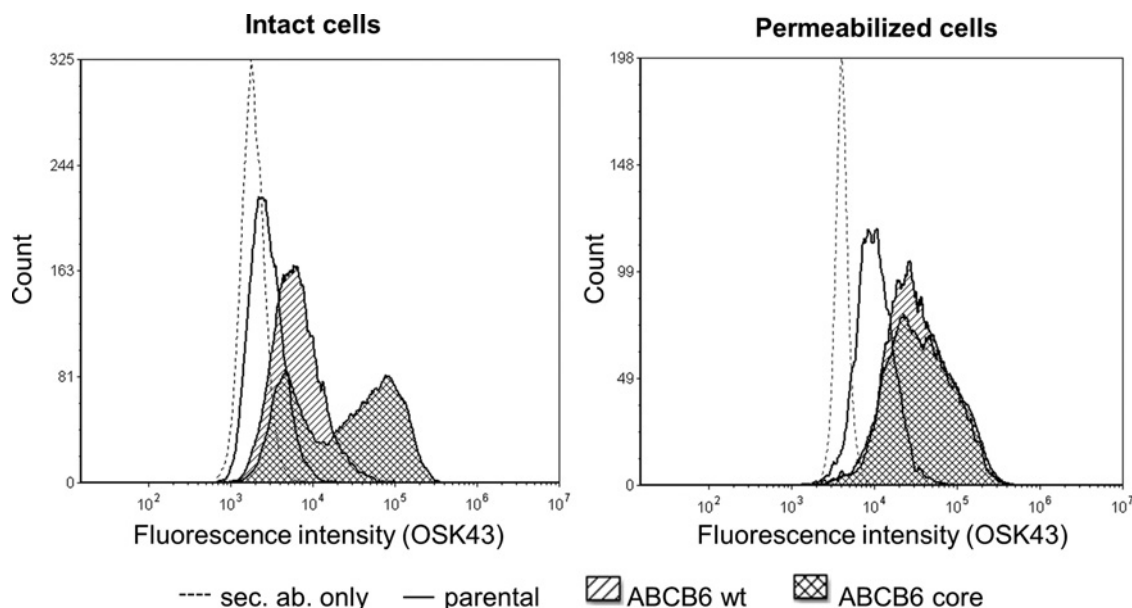 Intact cells
325
244
163
81
0
10² 10³ 10⁴ 10⁵ 10⁶ 10⁷
Count
Fluorescence intensity (OSK43)
Permeabilized cells
198
148
99
49
0
10² 10³ 10⁴ 10⁵ 10⁶ 10⁷
Count
Fluorescence intensity (OSK43)
sec. ab. only parental ABCB6 wt ABCB6 core